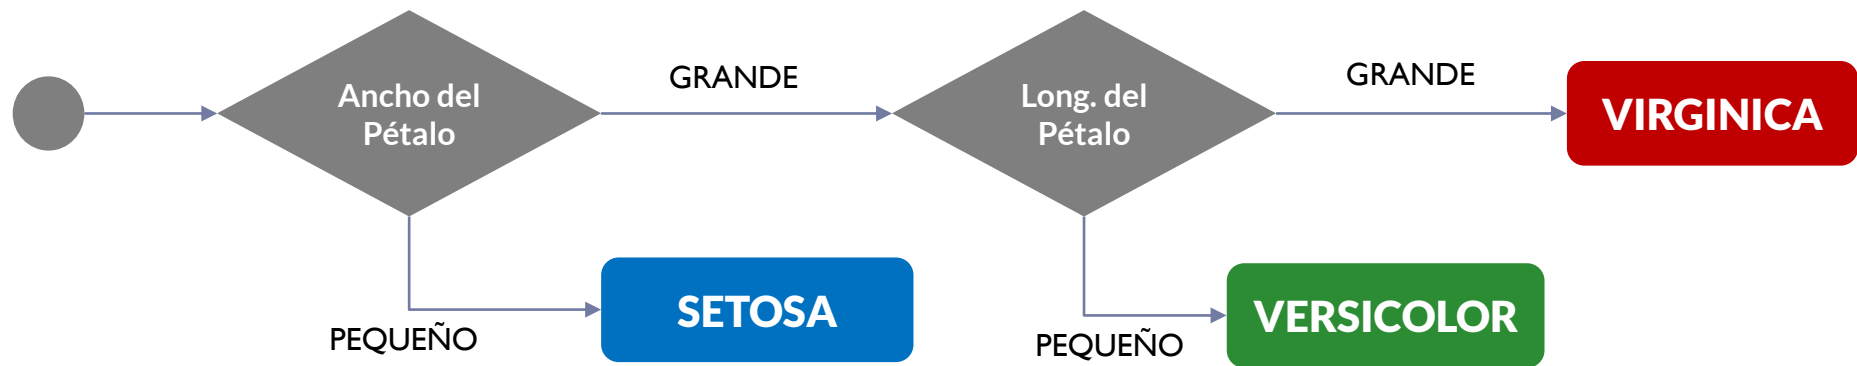 Ancho del
Pétalo
GRANDE
Long. del
Pétalo
GRANDE
VIRGINICA
PEQUEÑO
SETOSA
PEQUEÑO
VERSICOLOR